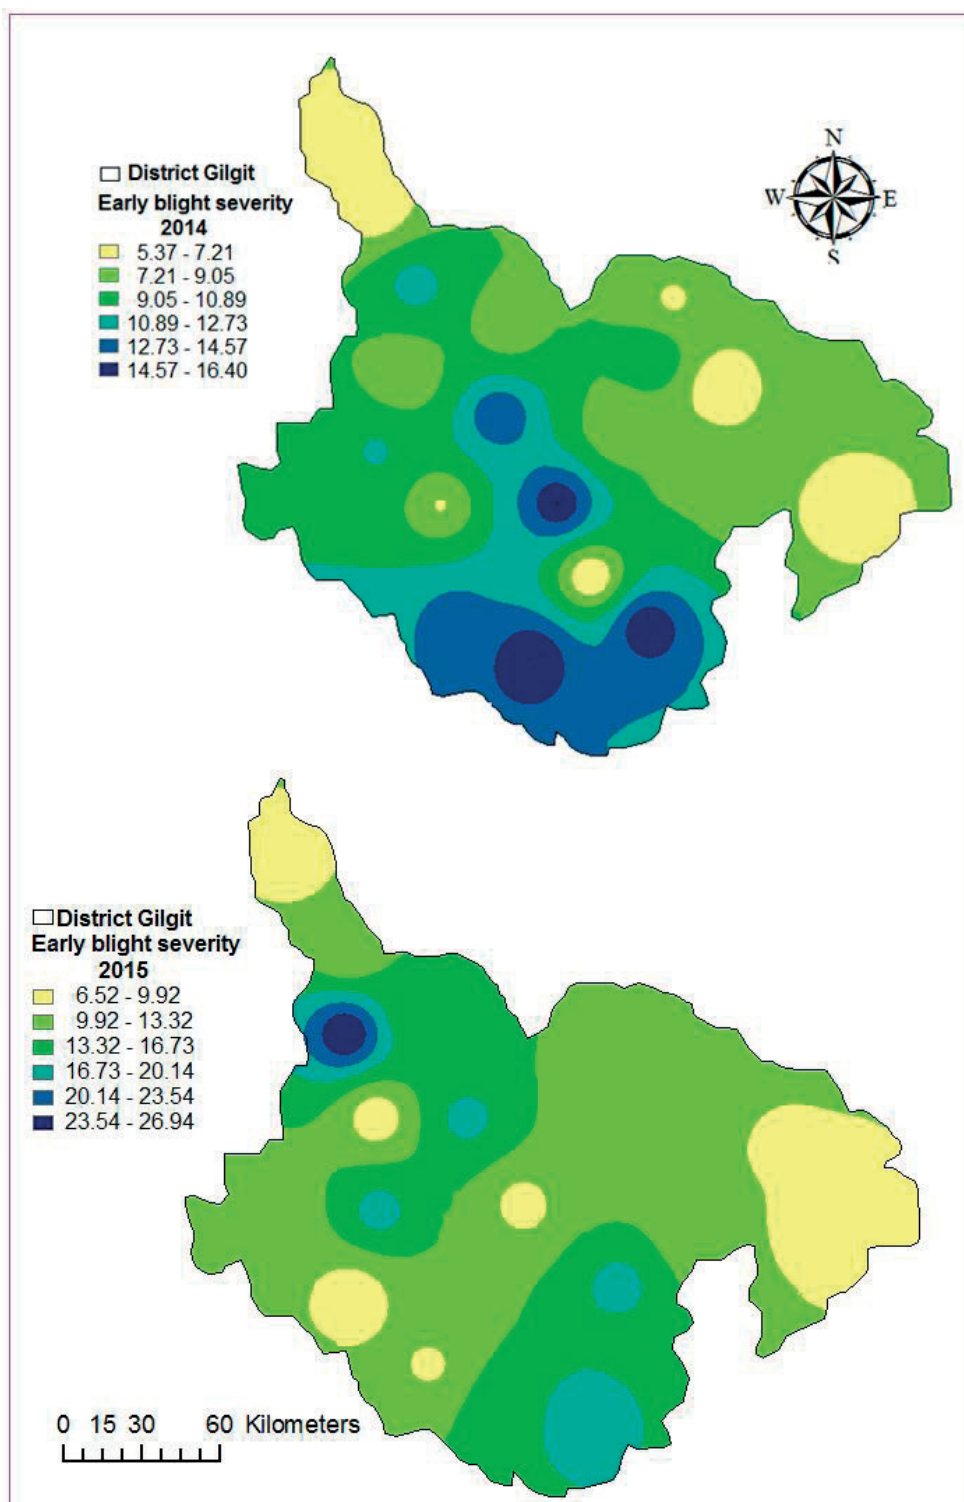 N
W E
S
District Gilgit
Early blight severity
2014
5.37 - 7.21
7.21 - 9.05
9.05 - 10.89
10.89 - 12.73
12.73 - 14.57
14.57 - 16.40
District Gilgit
Early blight severity
2015
6.52 - 9.92
9.92 - 13.32
13.32 - 16.73
16.73 - 20.14
20.14 - 23.54
23.54 - 26.94
0 15 30 60 Kilometers